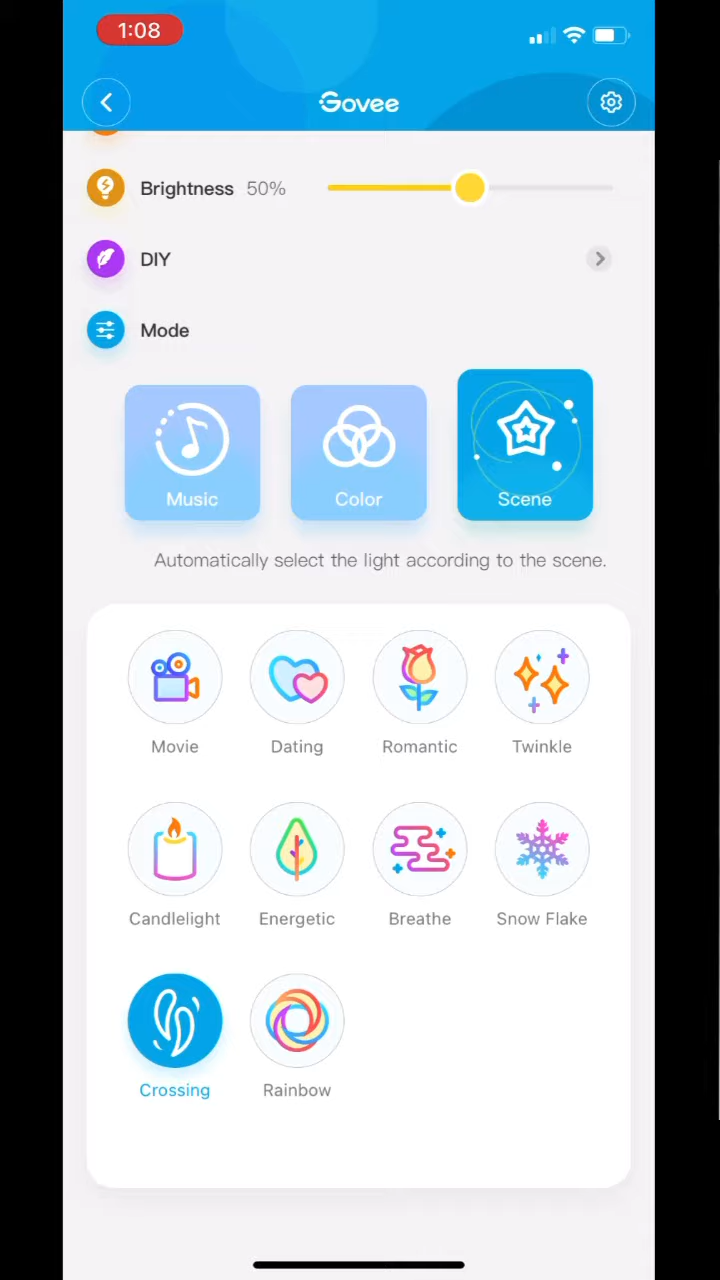 1:08
Govee
Brightness 50%
DIY
Mode
Music Color Scene
Automatically select the light according to the scene.
Movie Dating Romantic Twinkle
Candlelight Energetic Breathe Snow Flake
Crossing Rainbow